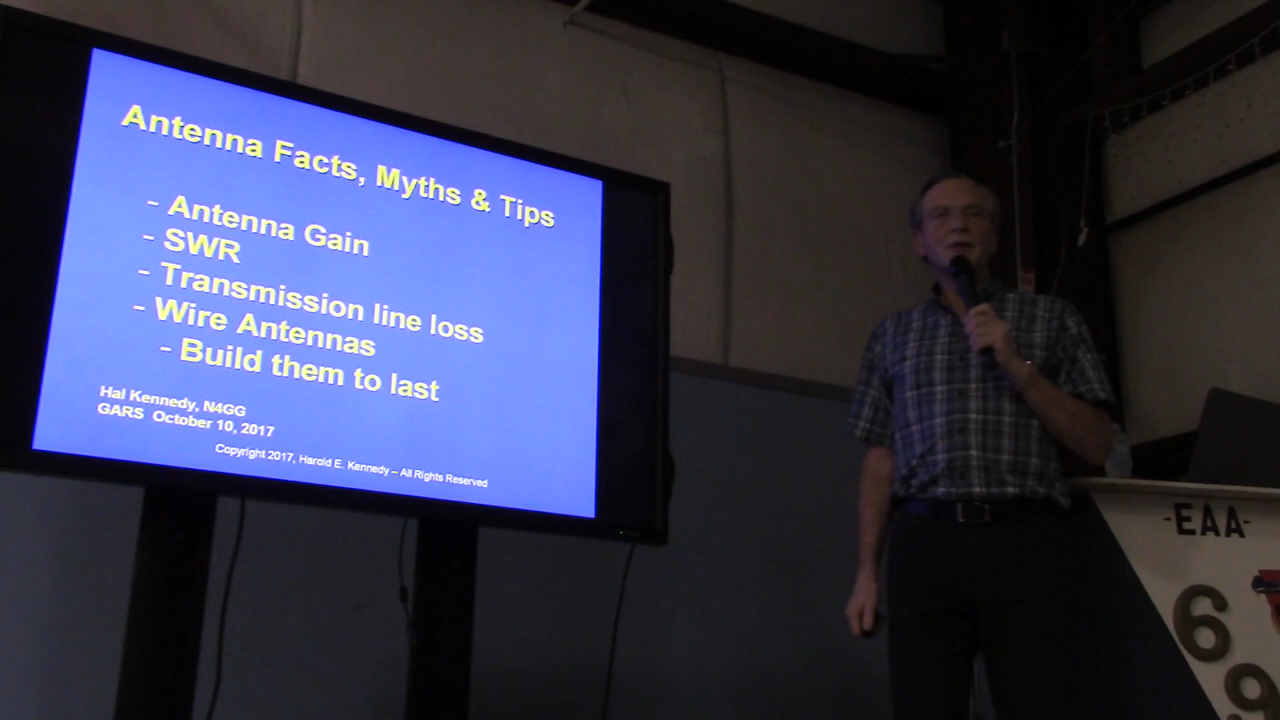 Antenna Facts, Myths & Tips
- Antenna Gain
- SWR
- Transmission line loss
- Wire Antennas
- Build them to last
Hal Kennedy, N4GG
GARS October 10, 2017
Copyright 2017, Harold E. Kennedy – All Rights Reserved
-EAA-
6
9